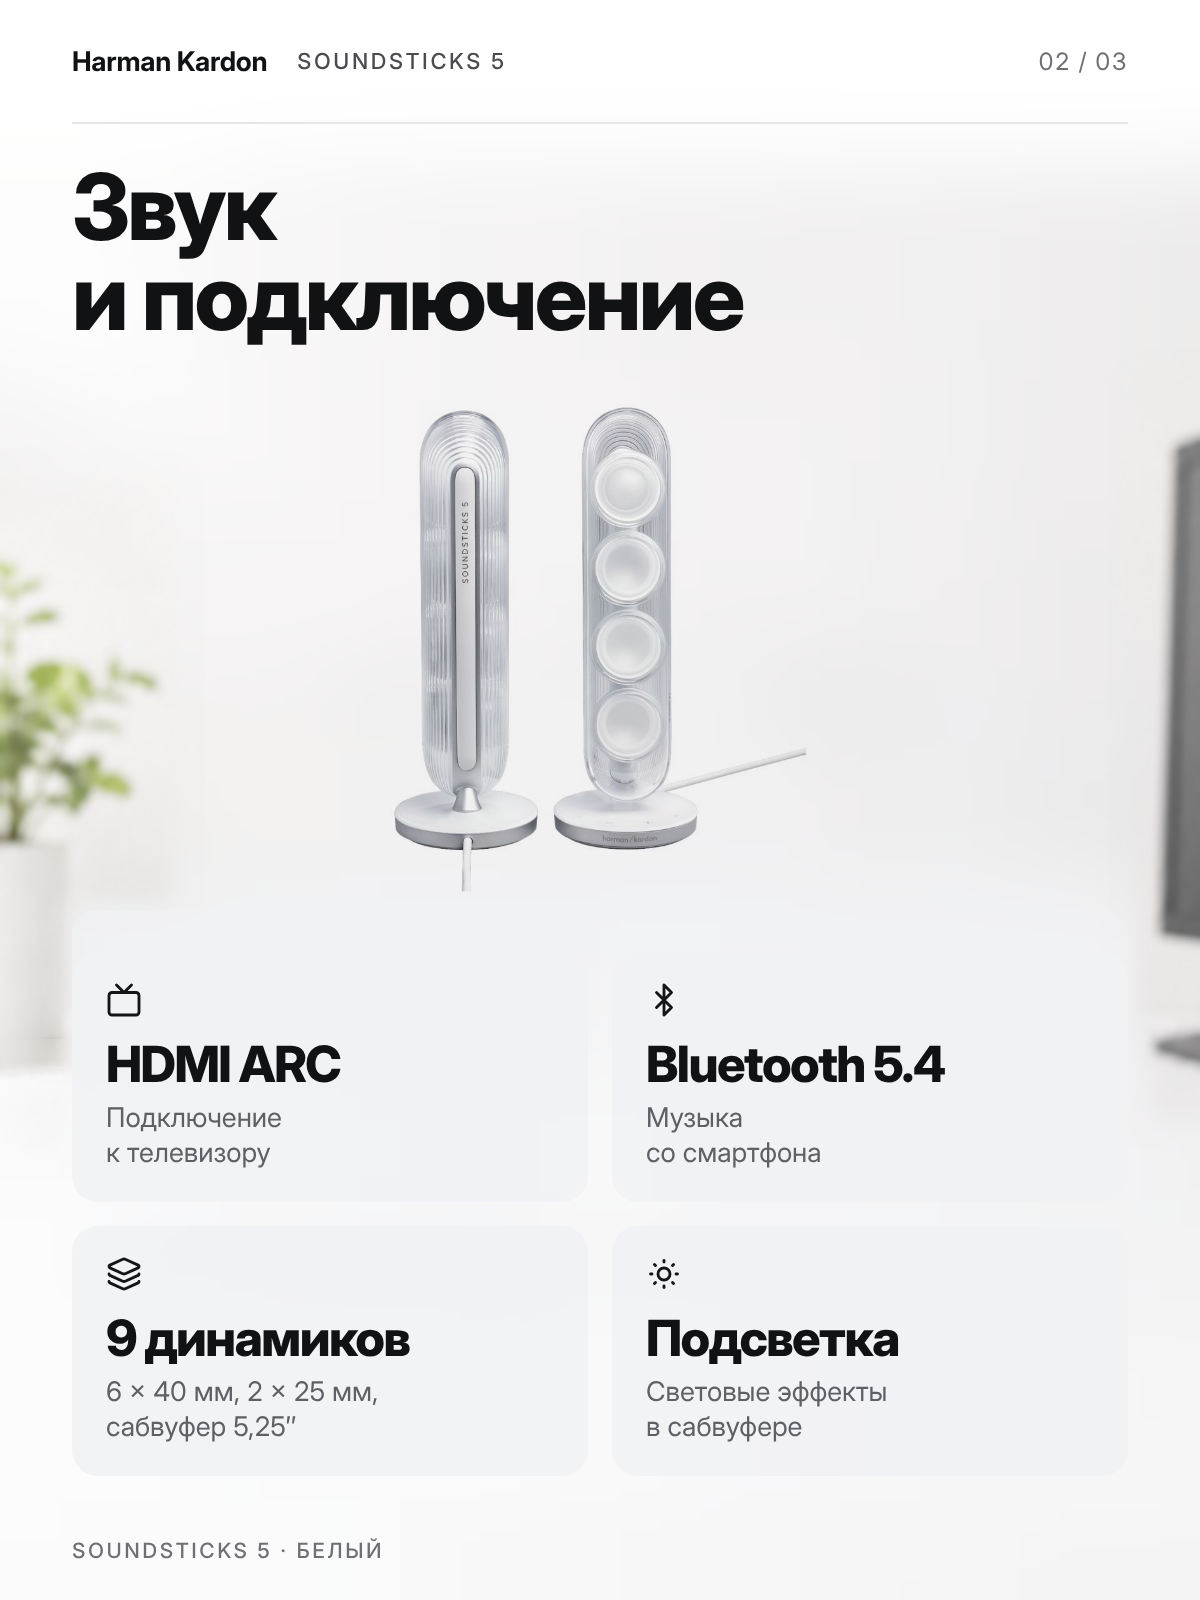 Harman Kardon SOUNDSTICKS 5 02 / 03
Звук
и подключение
SOUNDSTICKS 5
harman/kardon
HDMI ARC
Подключение
к телевизору
Bluetooth 5.4
Музыка
со смартфона
9 динамиков
6 × 40 мм, 2 × 25 мм,
сабвуфер 5,25″
Подсветка
Световые эффекты
в сабвуфере
SOUNDSTICKS 5 · БЕЛЫЙ